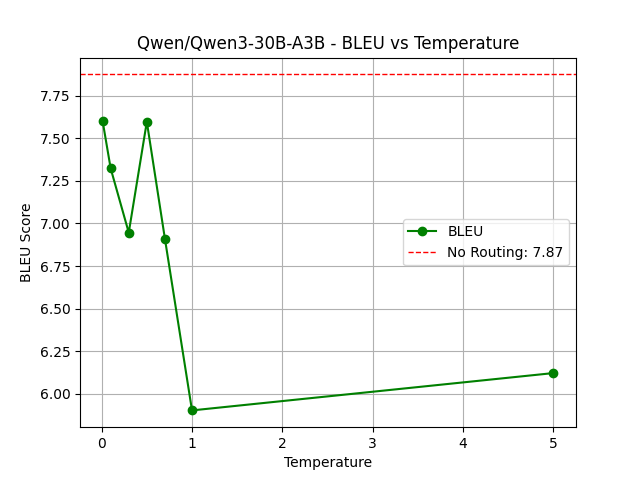 Qwen/Qwen3-30B-A3B - BLEU vs Temperature
BLEU Score
7.75
7.50
7.25
7.00
6.75
6.50
6.25
6.00
BLEU
No Routing: 7.87
0
1
2
3
4
5
Temperature